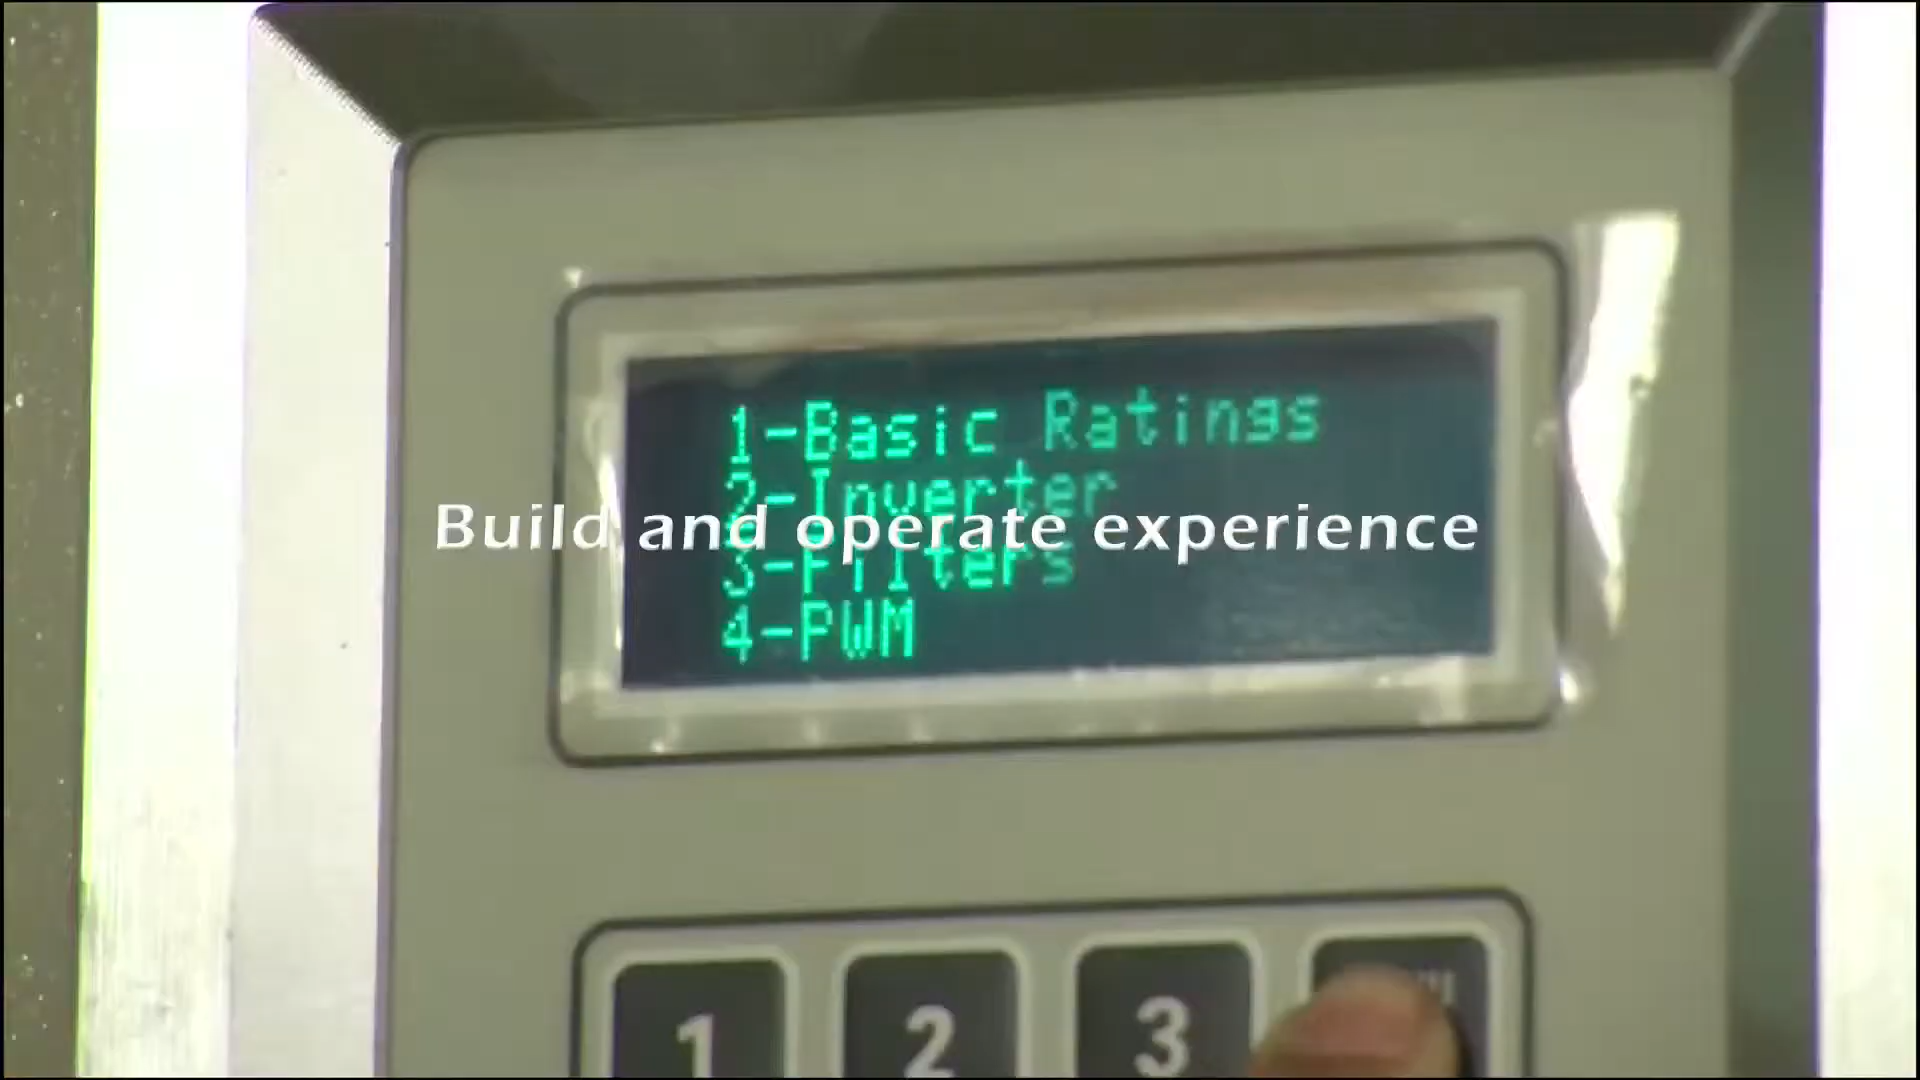 1-Basic Ratings
2-Inverter
Build and operate experience
3-Filters
4-PWM
1 2 3